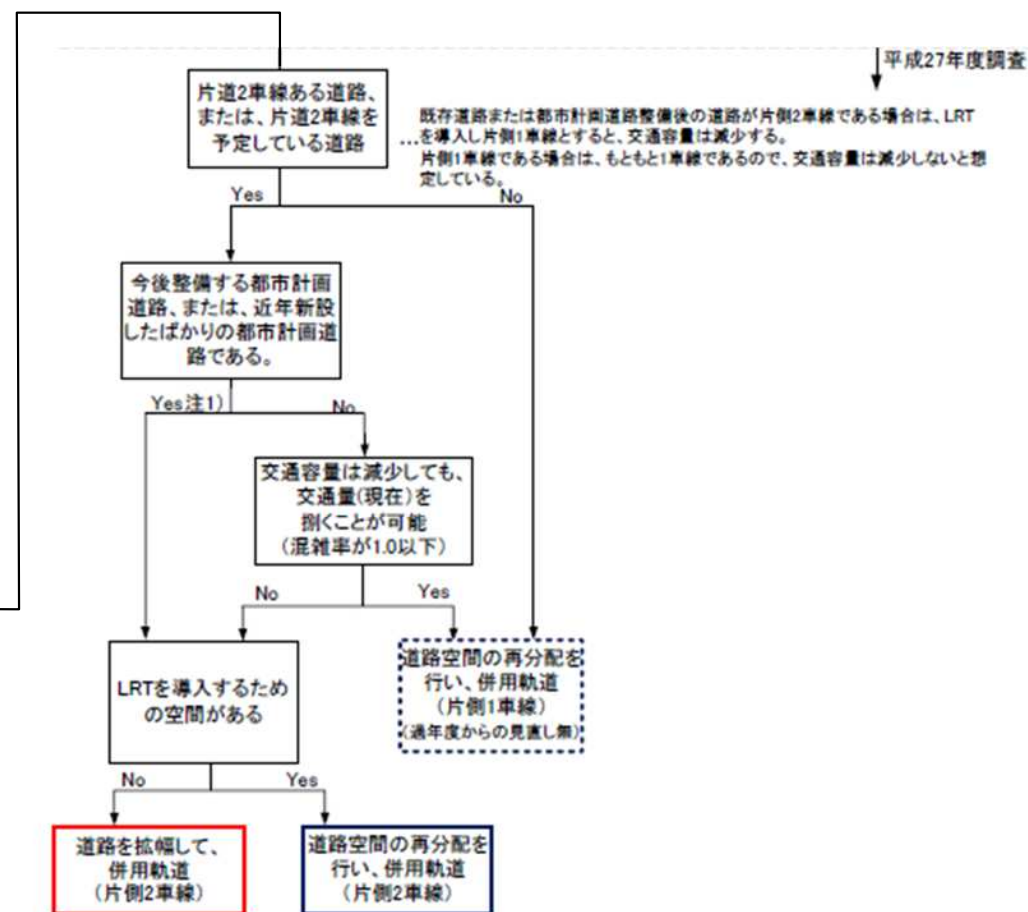 平成27年度調査
片道2車線ある道路、
または、片道2車線を
予定している道路
…既存道路または都市計画道路整備後の道路が片側2車線である場合は、LRT
を導入し片側1車線とすると、交通容量は減少する。
片側1車線である場合は、もともと1車線であるので、交通容量は減少しないと想
定している。
Yes
No
今後整備する都市計画
道路、または、近年新設
したばかりの都市計画道
路である。
Yes注1)
No
交通容量は減少しても、
交通量(現在)を
捌くことが可能
(混雑率が1.0以下)
No
Yes
LRTを導入するため
の空間がある
道路空間の再分配を
行い、併用軌道
(片側1車線)
(過年度からの見直し無)
No
Yes
道路を拡幅して、
併用軌道
(片側2車線)
道路空間の再分配を
行い、併用軌道
(片側2車線)